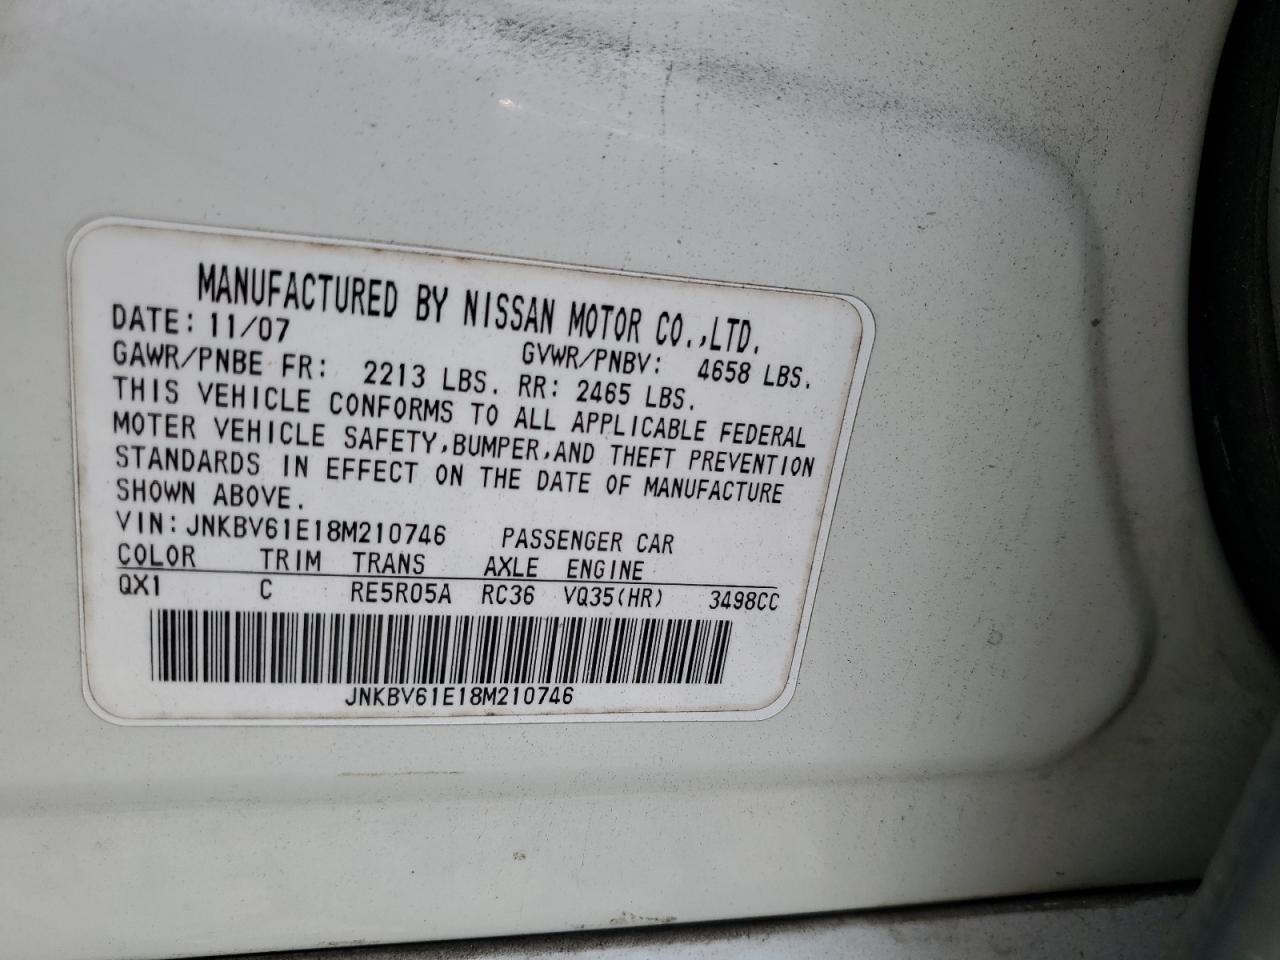 MANUFACTURED BY NISSAN MOTOR CO.,LTD.
DATE: 11/07 GVWR/PNBV: 4658 LBS.
GAWR/PNBE FR: 2213 LBS. RR: 2465 LBS.
THIS VEHICLE CONFORMS TO ALL APPLICABLE FEDERAL
MOTER VEHICLE SAFETY,BUMPER,AND THEFT PREVENTION
STANDARDS IN EFFECT ON THE DATE OF MANUFACTURE
SHOWN ABOVE.
VIN: JNKBV61E18M210746 PASSENGER CAR
COLOR TRIM TRANS AXLE ENGINE
QX1 C RE5R05A RC36 VQ35(HR) 3498CC
JNKBV61E18M210746